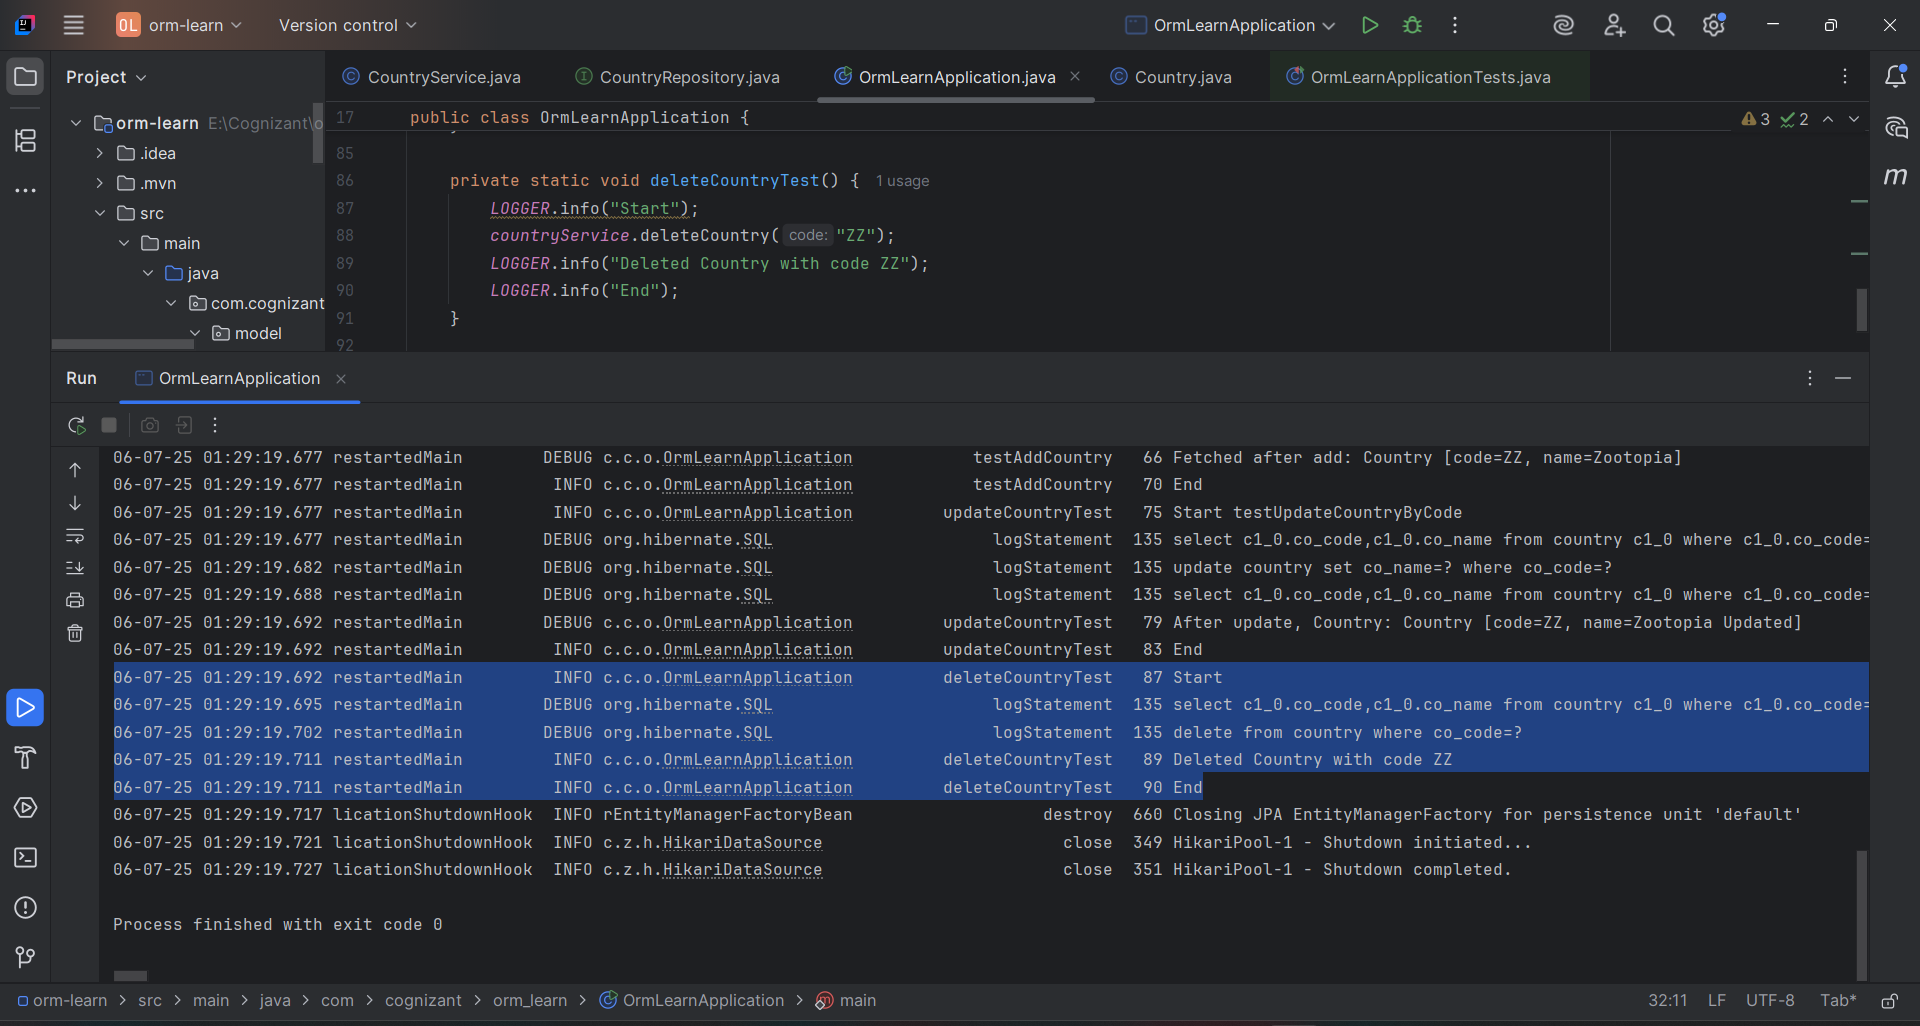 OL orm-learn Version control OrmLearnApplication
Project CountryService.java CountryRepository.java OrmLearnApplication.java Country.java OrmLearnApplicationTests.java
orm-learn E:\Cognizant\o
.idea
.mvn
src
main
java
com.cognizant
model
17 public class OrmLearnApplication { 3 2
85
86 private static void deleteCountryTest() { 1 usage
87 LOGGER.info("Start");
88 countryService.deleteCountry( code: "ZZ");
89 LOGGER.info("Deleted Country with code ZZ");
90 LOGGER.info("End");
91 }
92
Run OrmLearnApplication
06-07-25 01:29:19.677 restartedMain DEBUG c.c.o.OrmLearnApplication testAddCountry 66 Fetched after add: Country [code=ZZ, name=Zootopia]
06-07-25 01:29:19.677 restartedMain INFO c.c.o.OrmLearnApplication testAddCountry 70 End
06-07-25 01:29:19.677 restartedMain INFO c.c.o.OrmLearnApplication updateCountryTest 75 Start testUpdateCountryByCode
06-07-25 01:29:19.677 restartedMain DEBUG org.hibernate.SQL logStatement 135 select c1_0.co_code,c1_0.co_name from country c1_0 where c1_0.co_code=
06-07-25 01:29:19.682 restartedMain DEBUG org.hibernate.SQL logStatement 135 update country set co_name=? where co_code=?
06-07-25 01:29:19.688 restartedMain DEBUG org.hibernate.SQL logStatement 135 select c1_0.co_code,c1_0.co_name from country c1_0 where c1_0.co_code=
06-07-25 01:29:19.692 restartedMain DEBUG c.c.o.OrmLearnApplication updateCountryTest 79 After update, Country: Country [code=ZZ, name=Zootopia Updated]
06-07-25 01:29:19.692 restartedMain INFO c.c.o.OrmLearnApplication updateCountryTest 83 End
06-07-25 01:29:19.692 restartedMain INFO c.c.o.OrmLearnApplication deleteCountryTest 87 Start
06-07-25 01:29:19.695 restartedMain DEBUG org.hibernate.SQL logStatement 135 select c1_0.co_code,c1_0.co_name from country c1_0 where c1_0.co_code=
06-07-25 01:29:19.702 restartedMain DEBUG org.hibernate.SQL logStatement 135 delete from country where co_code=?
06-07-25 01:29:19.711 restartedMain INFO c.c.o.OrmLearnApplication deleteCountryTest 89 Deleted Country with code ZZ
06-07-25 01:29:19.711 restartedMain INFO c.c.o.OrmLearnApplication deleteCountryTest 90 End
06-07-25 01:29:19.717 licationShutdownHook INFO rEntityManagerFactoryBean destroy 660 Closing JPA EntityManagerFactory for persistence unit 'default'
06-07-25 01:29:19.721 licationShutdownHook INFO c.z.h.HikariDataSource close 349 HikariPool-1 - Shutdown initiated...
06-07-25 01:29:19.727 licationShutdownHook INFO c.z.h.HikariDataSource close 351 HikariPool-1 - Shutdown completed.
Process finished with exit code 0
orm-learn > src > main > java > com > cognizant > orm_learn > OrmLearnApplication > main 32:11 LF UTF-8 Tab*